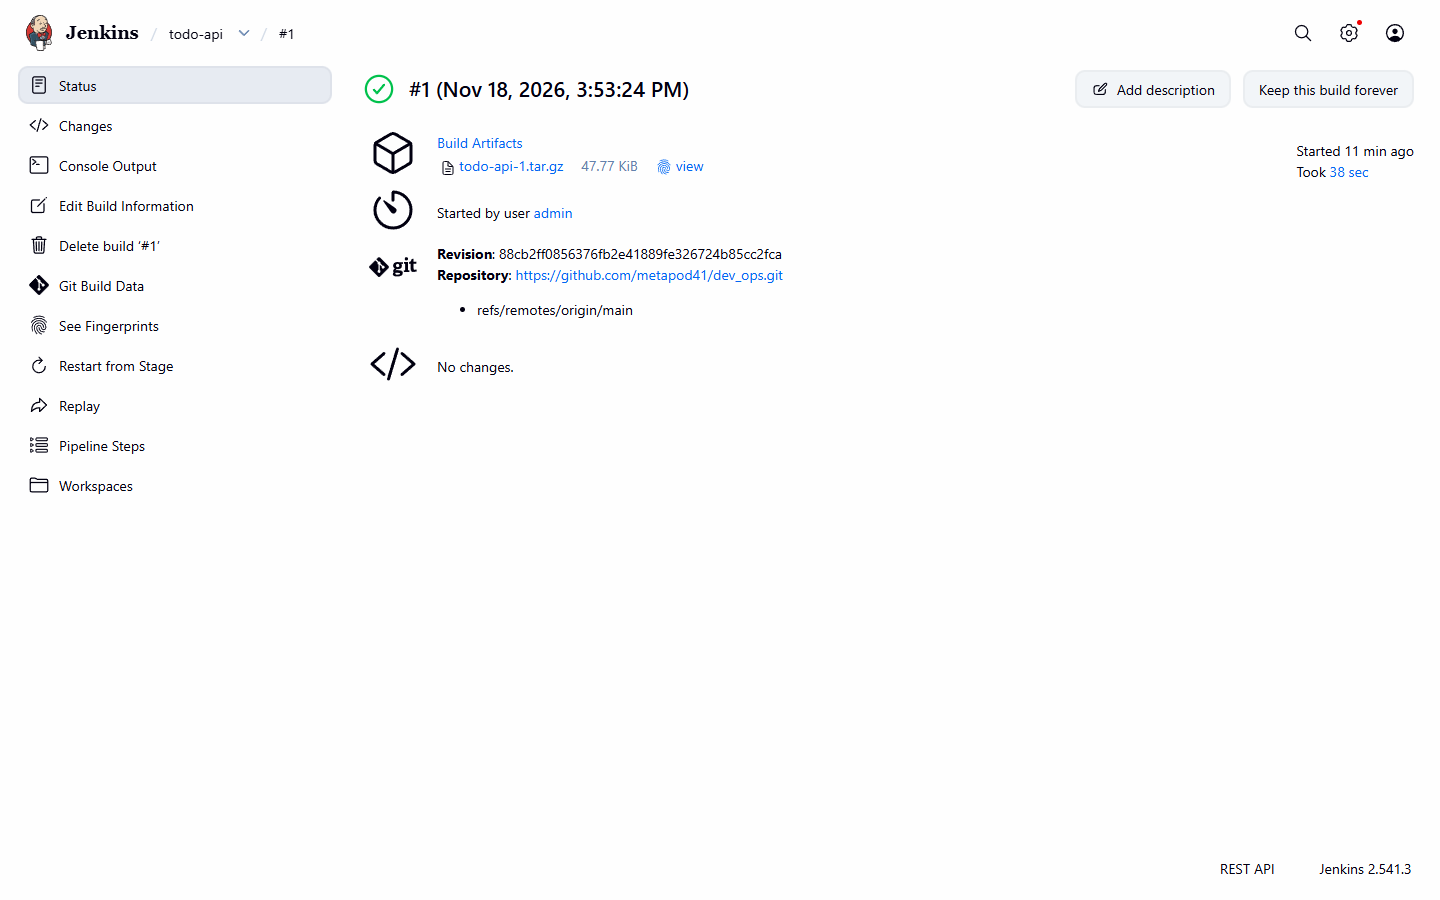 Jenkins / todo-api / #1
Status
Changes
Console Output
Edit Build Information
Delete build ‘#1’
Git Build Data
See Fingerprints
Restart from Stage
Replay
Pipeline Steps
Workspaces
#1 (Nov 18, 2026, 3:53:24 PM)
Add description
Keep this build forever
Build Artifacts
todo-api-1.tar.gz 47.77 KiB view
Started 11 min ago
Took 38 sec
Started by user admin
git
Revision: 88cb2ff0856376fb2e41889fe326724b85cc2fca
Repository: https://github.com/metapod41/dev_ops.git
refs/remotes/origin/main
No changes.
REST API
Jenkins 2.541.3